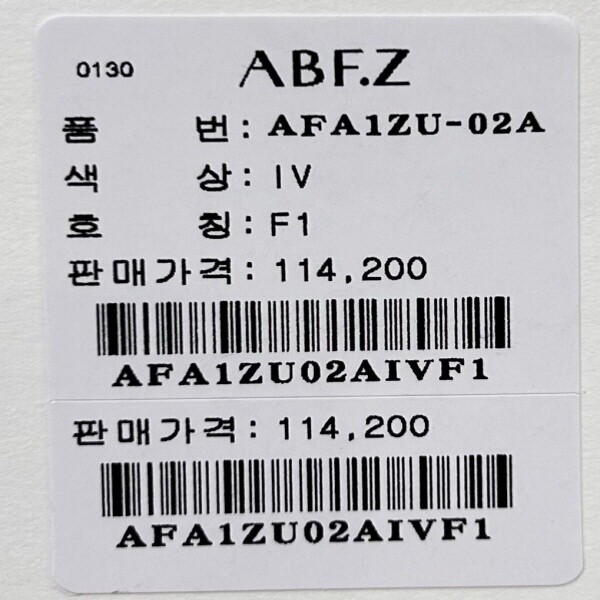 0130 ABF.Z
품 번: AFA1ZU-02A
색 상: IV
호 칭: F1
판매가격: 114,200
AFA1ZU02AIVF1
판매가격: 114,200
AFA1ZU02AIVF1